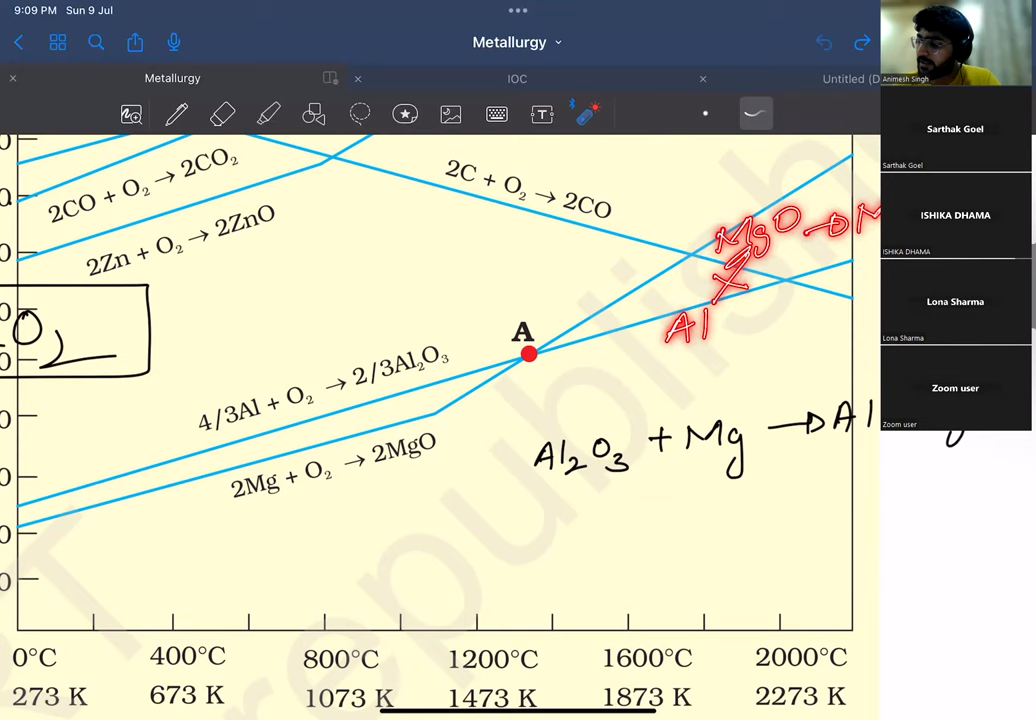 9:09 PM Sun 9 Jul
Metallurgy
Metallurgy
IOC
Untitled (D
Animesh Singh
Sarthak Goel
Sarthak Goel
ISHIKA DHAMA
ISHIKA DHAMA
Lona Sharma
Lona Sharma
Zoom user
Zoom user
2CO + O₂ → 2CO₂
2Zn + O₂ → 2ZnO
2C + O₂ → 2CO
MgO → M
Al
O₂
A
4/3Al + O₂ → 2/3Al₂O₃
2Mg + O₂ → 2MgO
Al₂O₃ + Mg → Al
0°C 400°C 800°C 1200°C 1600°C 2000°C
273 K 673 K 1073 K 1473 K 1873 K 2273 K
T republish